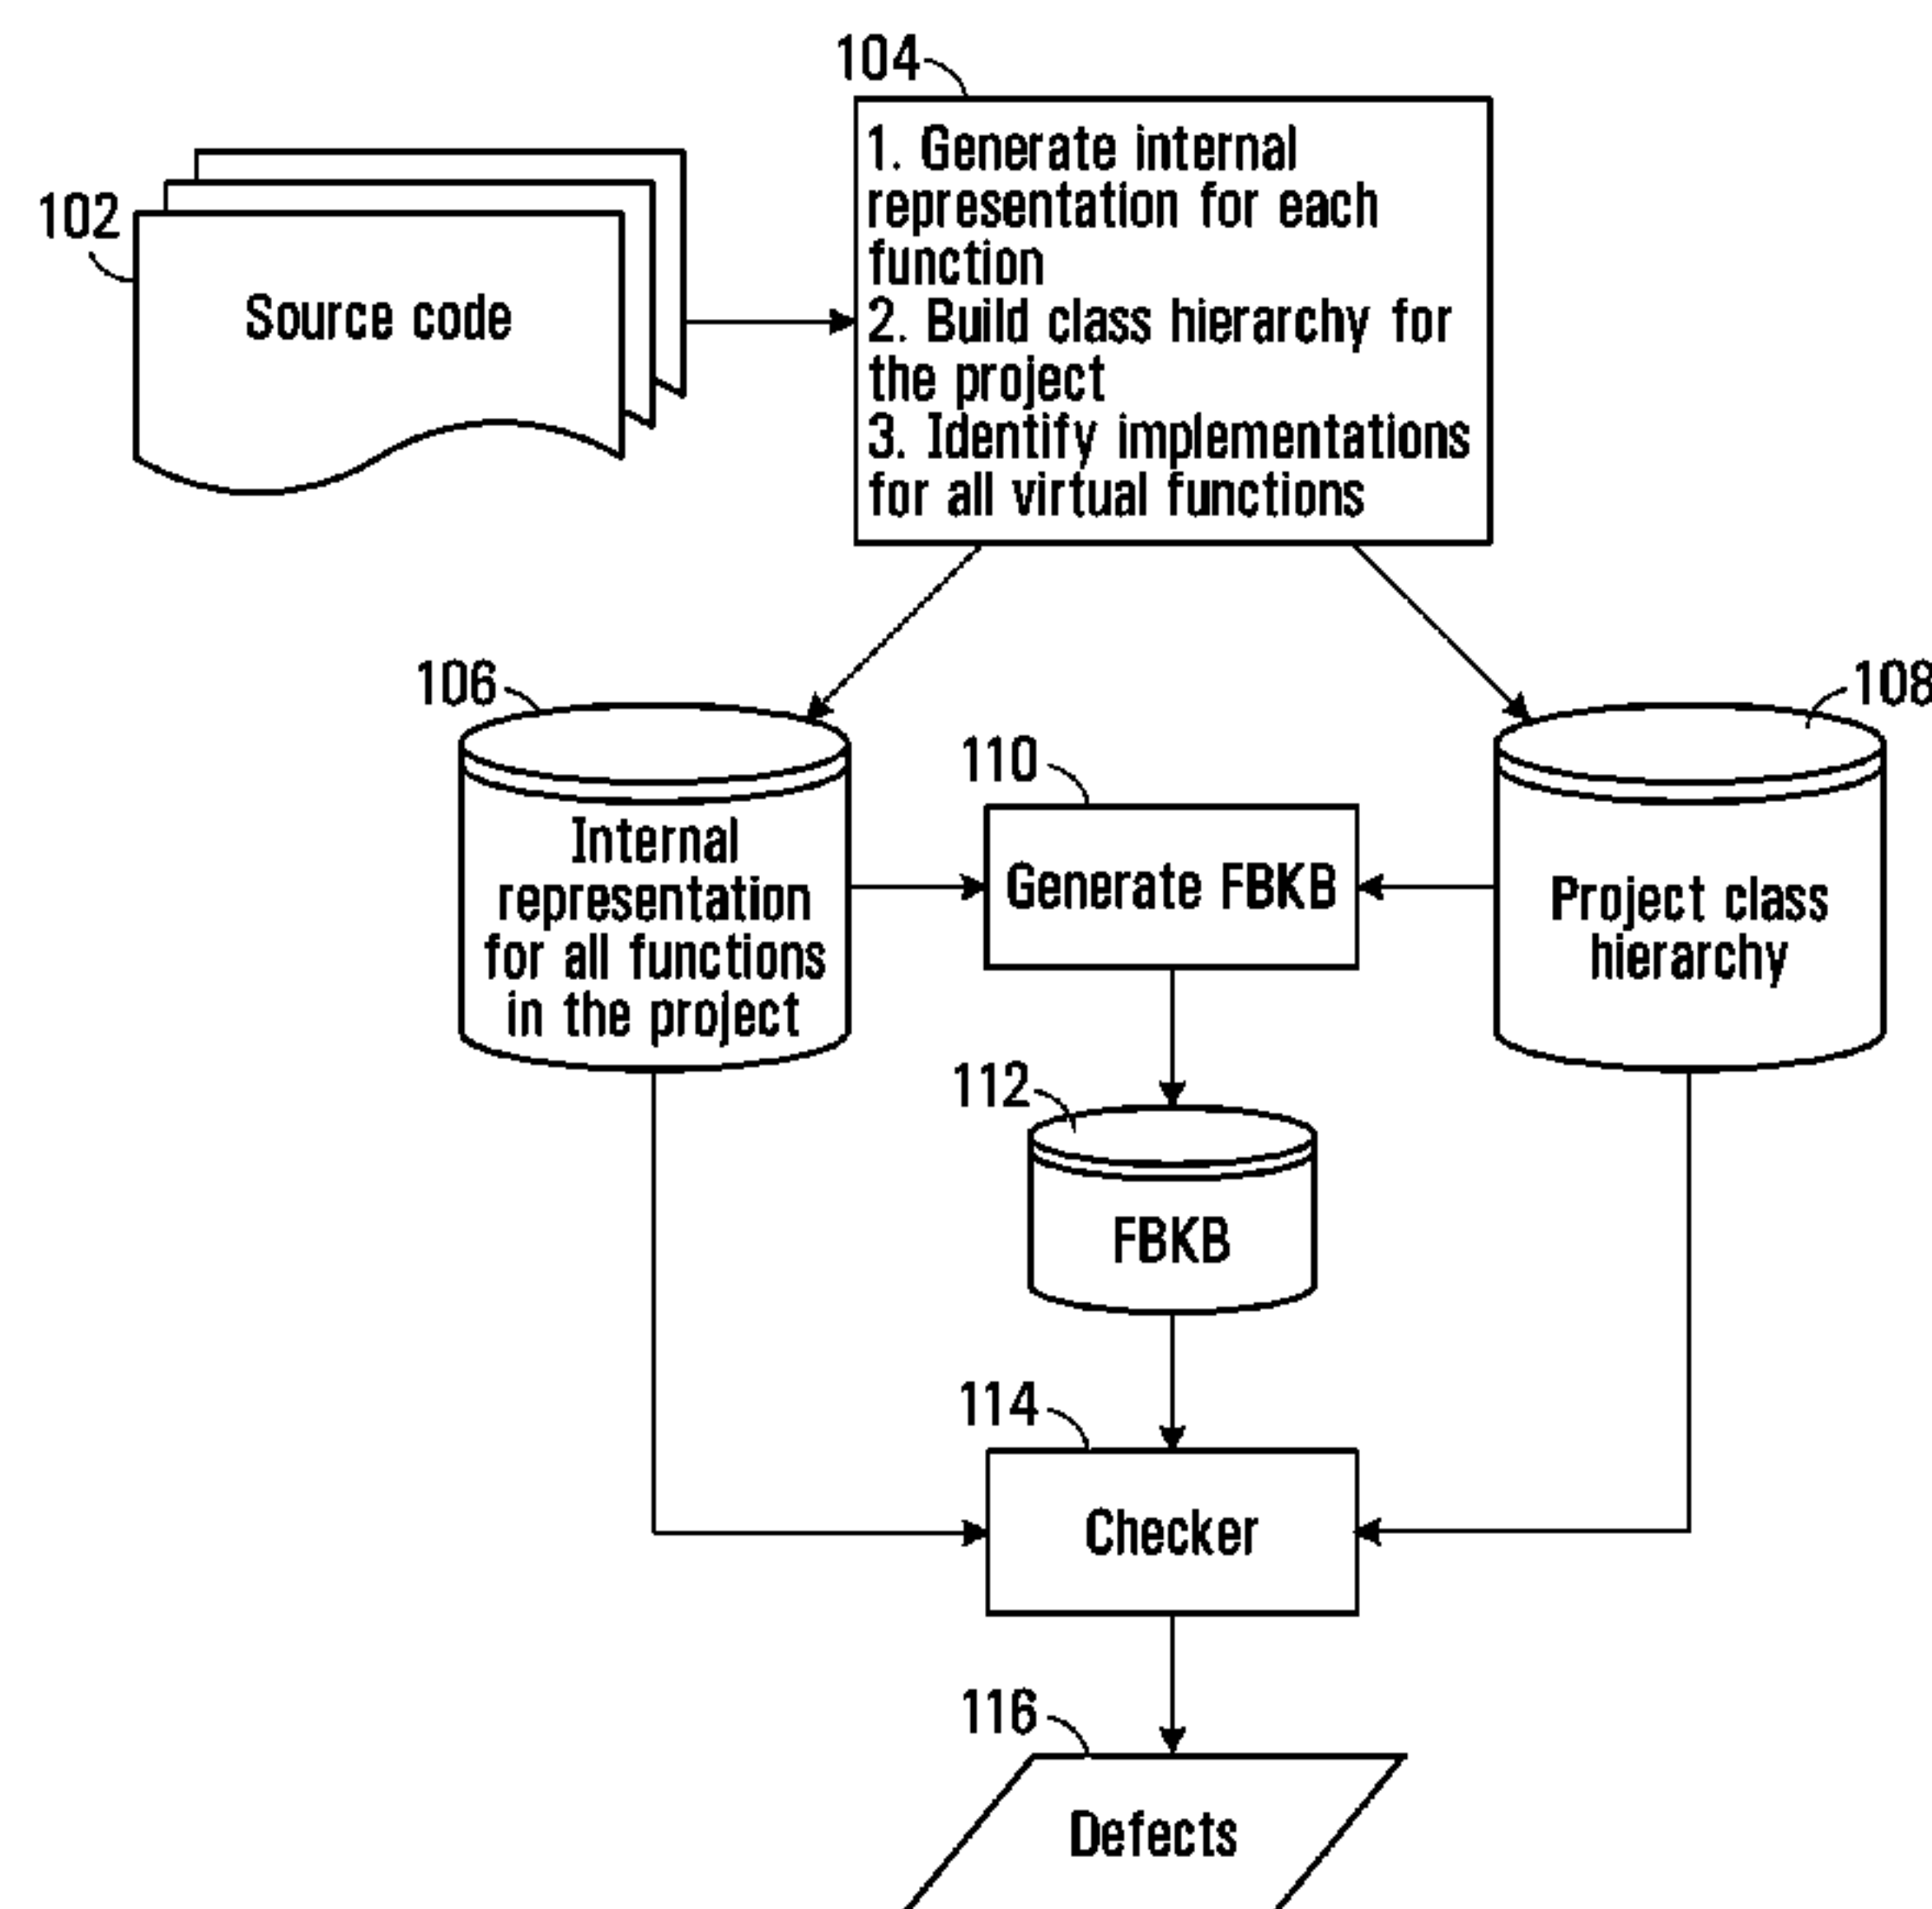 104
1. Generate internal
representation for each
function
2. Build class hierarchy for
the project
3. Identify implementations
for all virtual functions
102
Source code
106
108
110
Internal
representation
for all functions
in the project
Generate FBKB
Project class
hierarchy
112
FBKB
114
Checker
116
Defects